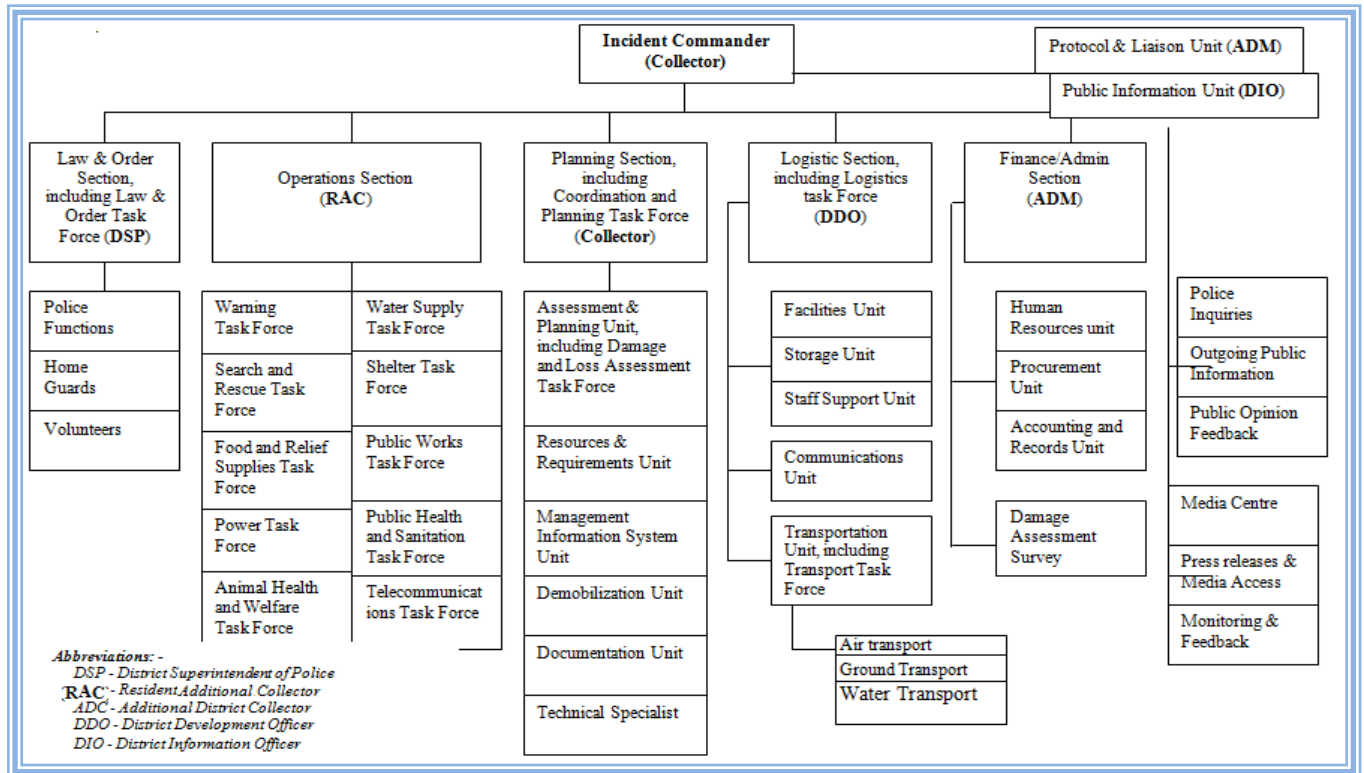 Incident Commander
(Collector)
Protocol & Liaison Unit (ADM)
Public Information Unit (DIO)
Law & Order
Section,
including Law &
Order Task
Force (DSP)
Operations Section
(RAC)
Planning Section,
including
Coordination and
Planning Task Force
(Collector)
Logistic Section,
including Logistics
task Force
(DDO)
Finance/Admin
Section
(ADM)
Police
Functions
Home
Guards
Volunteers
Warning
Task Force
Search and
Rescue Task
Force
Food and Relief
Supplies Task
Force
Power Task
Force
Animal Health
and Welfare
Task Force
Water Supply
Task Force
Shelter Task
Force
Public Works
Task Force
Public Health
and Sanitation
Task Force
Telecommunicat
ions Task Force
Assessment &
Planning Unit,
including Damage
and Loss Assessment
Task Force
Resources &
Requirements Unit
Management
Information System
Unit
Demobilization Unit
Documentation Unit
Technical Specialist
Facilities Unit
Storage Unit
Staff Support Unit
Communications
Unit
Transportation
Unit, including
Transport Task
Force
Air transport
Ground Transport
Water Transport
Human
Resources unit
Procurement
Unit
Accounting and
Records Unit
Damage
Assessment
Survey
Police
Inquiries
Outgoing Public
Information
Public Opinion
Feedback
Media Centre
Press releases &
Media Access
Monitoring &
Feedback
Abbreviations: -
DSP - District Superintendent of Police
(RAC) - Resident Additional Collector
ADC - Additional District Collector
DDO - District Development Officer
DIO - District Information Officer